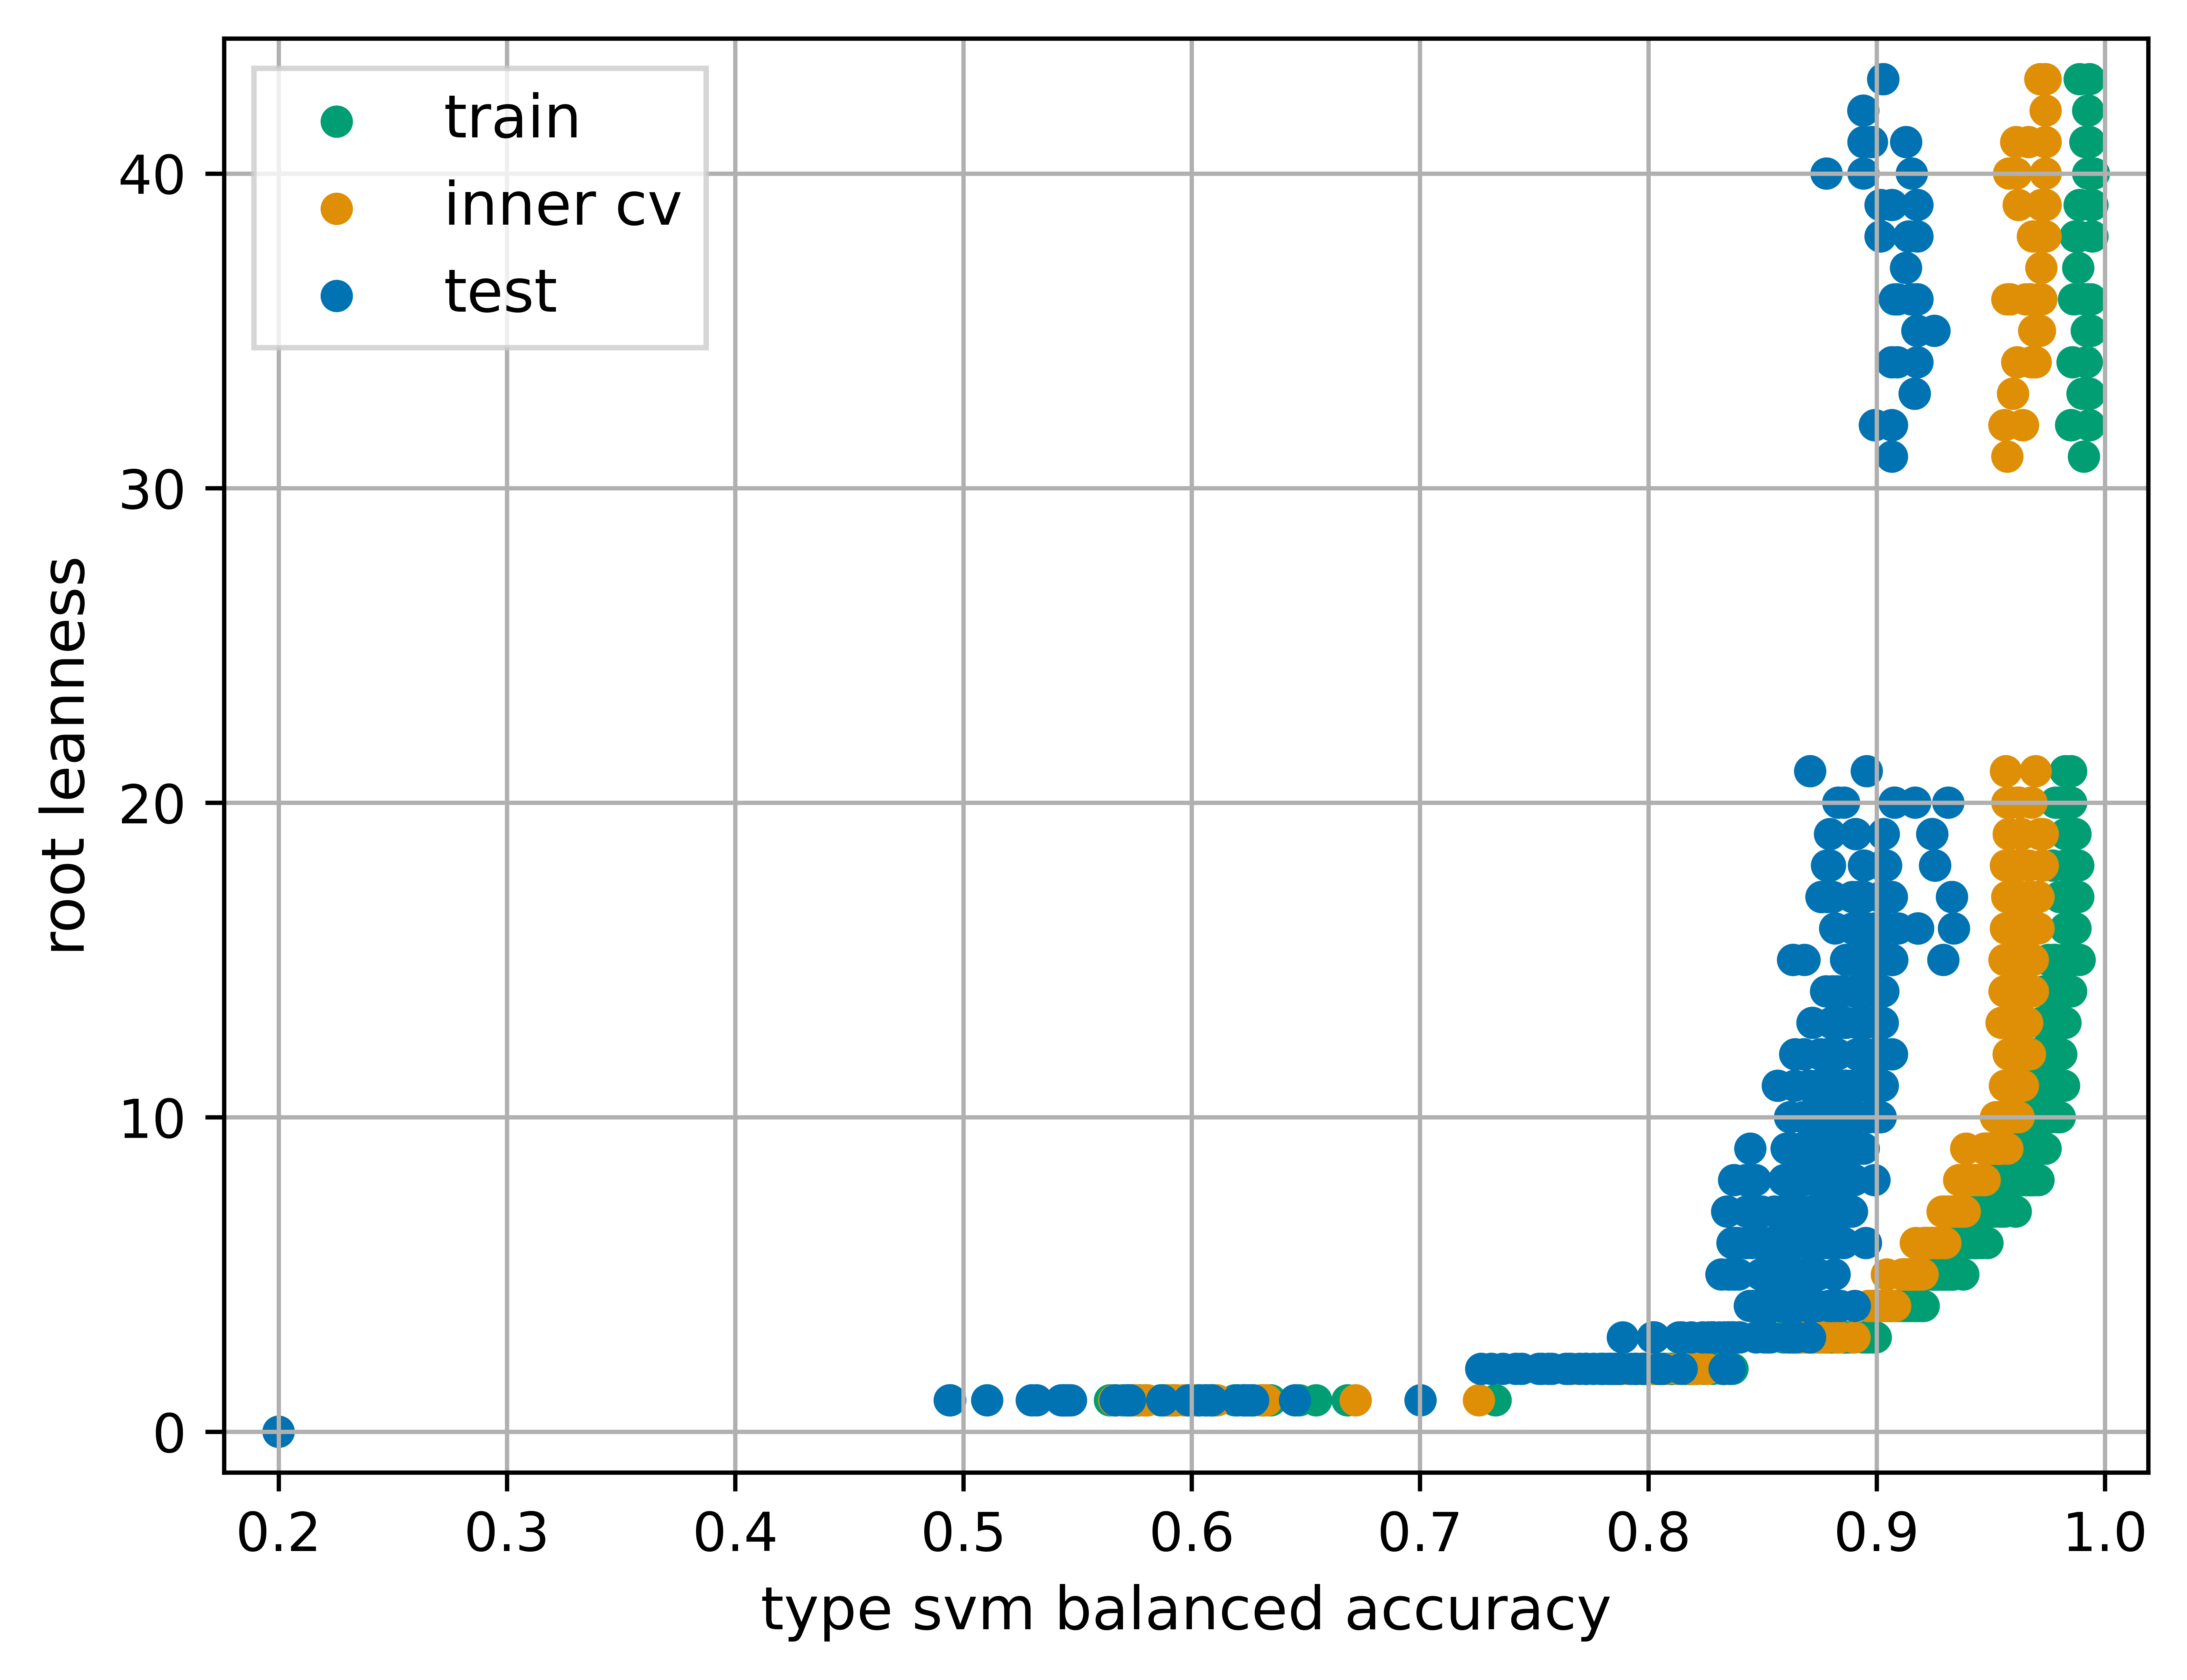 train
inner cv
test
40
30
20
10
0
root leanness
0.2 0.3 0.4 0.5 0.6 0.7 0.8 0.9 1.0
type svm balanced accuracy